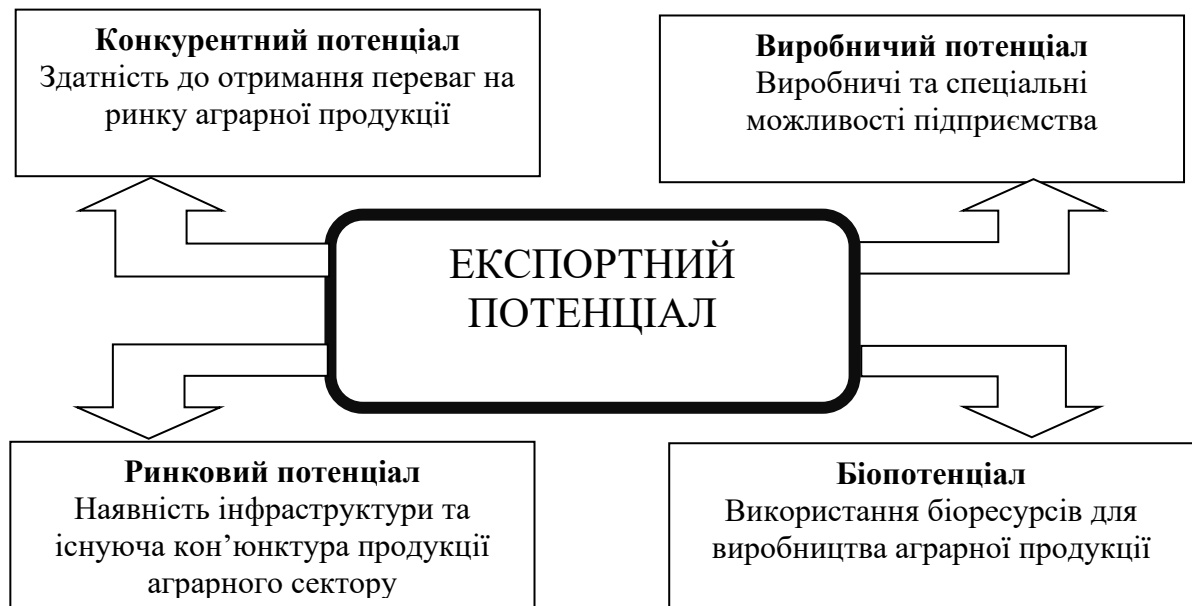 Конкурентний потенціал
Здатність до отримання переваг на
ринку аграрної продукції
Виробничий потенціал
Виробничі та спеціальні
можливості підприємства
ЕКСПОРТНИЙ
ПОТЕНЦІАЛ
Ринковий потенціал
Наявність інфраструктури та
існуюча кон’юнктура продукції
аграрного сектору
Біопотенціал
Використання біоресурсів для
виробництва аграрної продукції